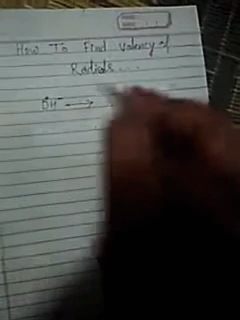 How To Find valency of
Radicals...
OH⁻ →